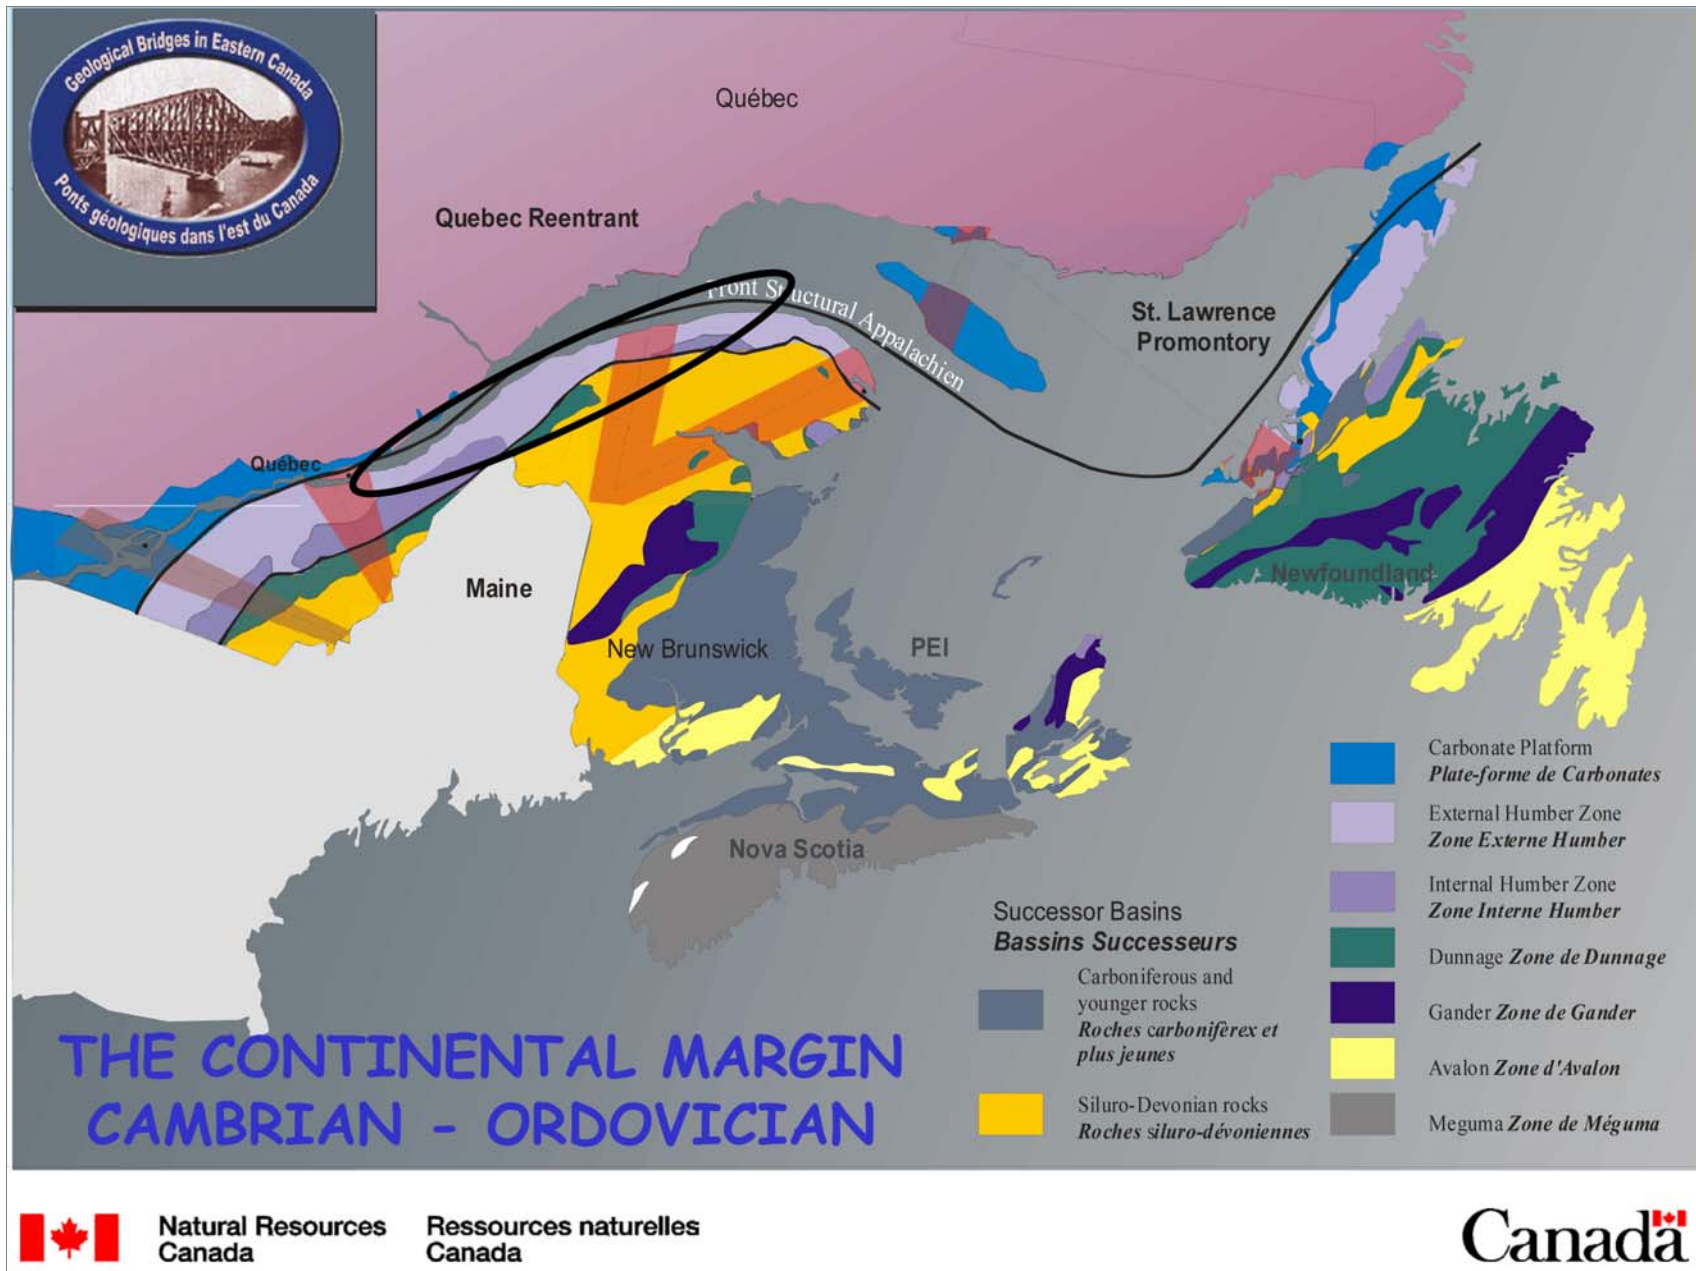 Geological Bridges in Eastern Canada
Ponts géologiques dans l'est du Canada
Québec
Quebec Reentrant
Front Structural Appalachien
St. Lawrence
Promontory
Québec
Maine
Newfoundland
New Brunswick
PEI
Nova Scotia
Carbonate Platform
Plate-forme de Carbonates
External Humber Zone
Zone Externe Humber
Internal Humber Zone
Zone Interne Humber
Dunnage Zone de Dunnage
Gander Zone de Gander
Avalon Zone d'Avalon
Meguma Zone de Méguma
Successor Basins
Bassins Successeurs
Carboniferous and
younger rocks
Roches carboniferex et
plus jeunes
Siluro-Devonian rocks
Roches siluro-dévoniennes
THE CONTINENTAL MARGIN
CAMBRIAN - ORDOVICIAN
Natural Resources
Canada
Ressources naturelles
Canada
Canada